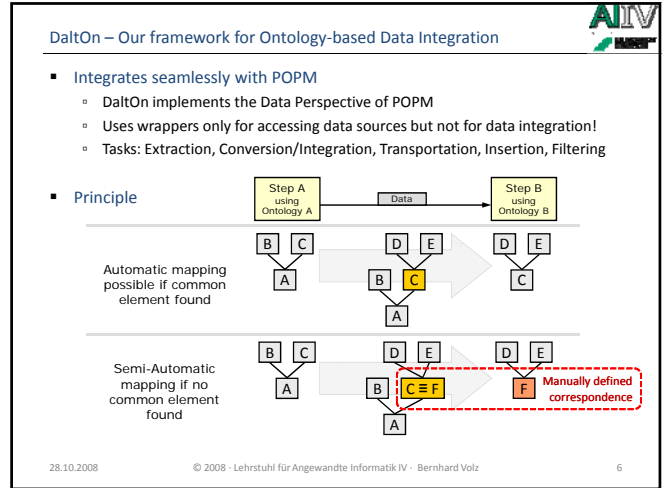 AIIV
DaltOn – Our framework for Ontology-based Data Integration
▪ Integrates seamlessly with POPM
▫ DaltOn implements the Data Perspective of POPM
▫ Uses wrappers only for accessing data sources but not for data integration!
▫ Tasks: Extraction, Conversion/Integration, Transportation, Insertion, Filtering
▪ Principle
Step A
using
Ontology A
Data
Step B
using
Ontology B
Automatic mapping
possible if common
element found
B C
A
D E
B C
A
D E
C
Semi-Automatic
mapping if no
common element
found
B C
A
D E
B C ≡ F
A
D E
F
Manually defined
correspondence
28.10.2008
© 2008 · Lehrstuhl für Angewandte Informatik IV · Bernhard Volz
6